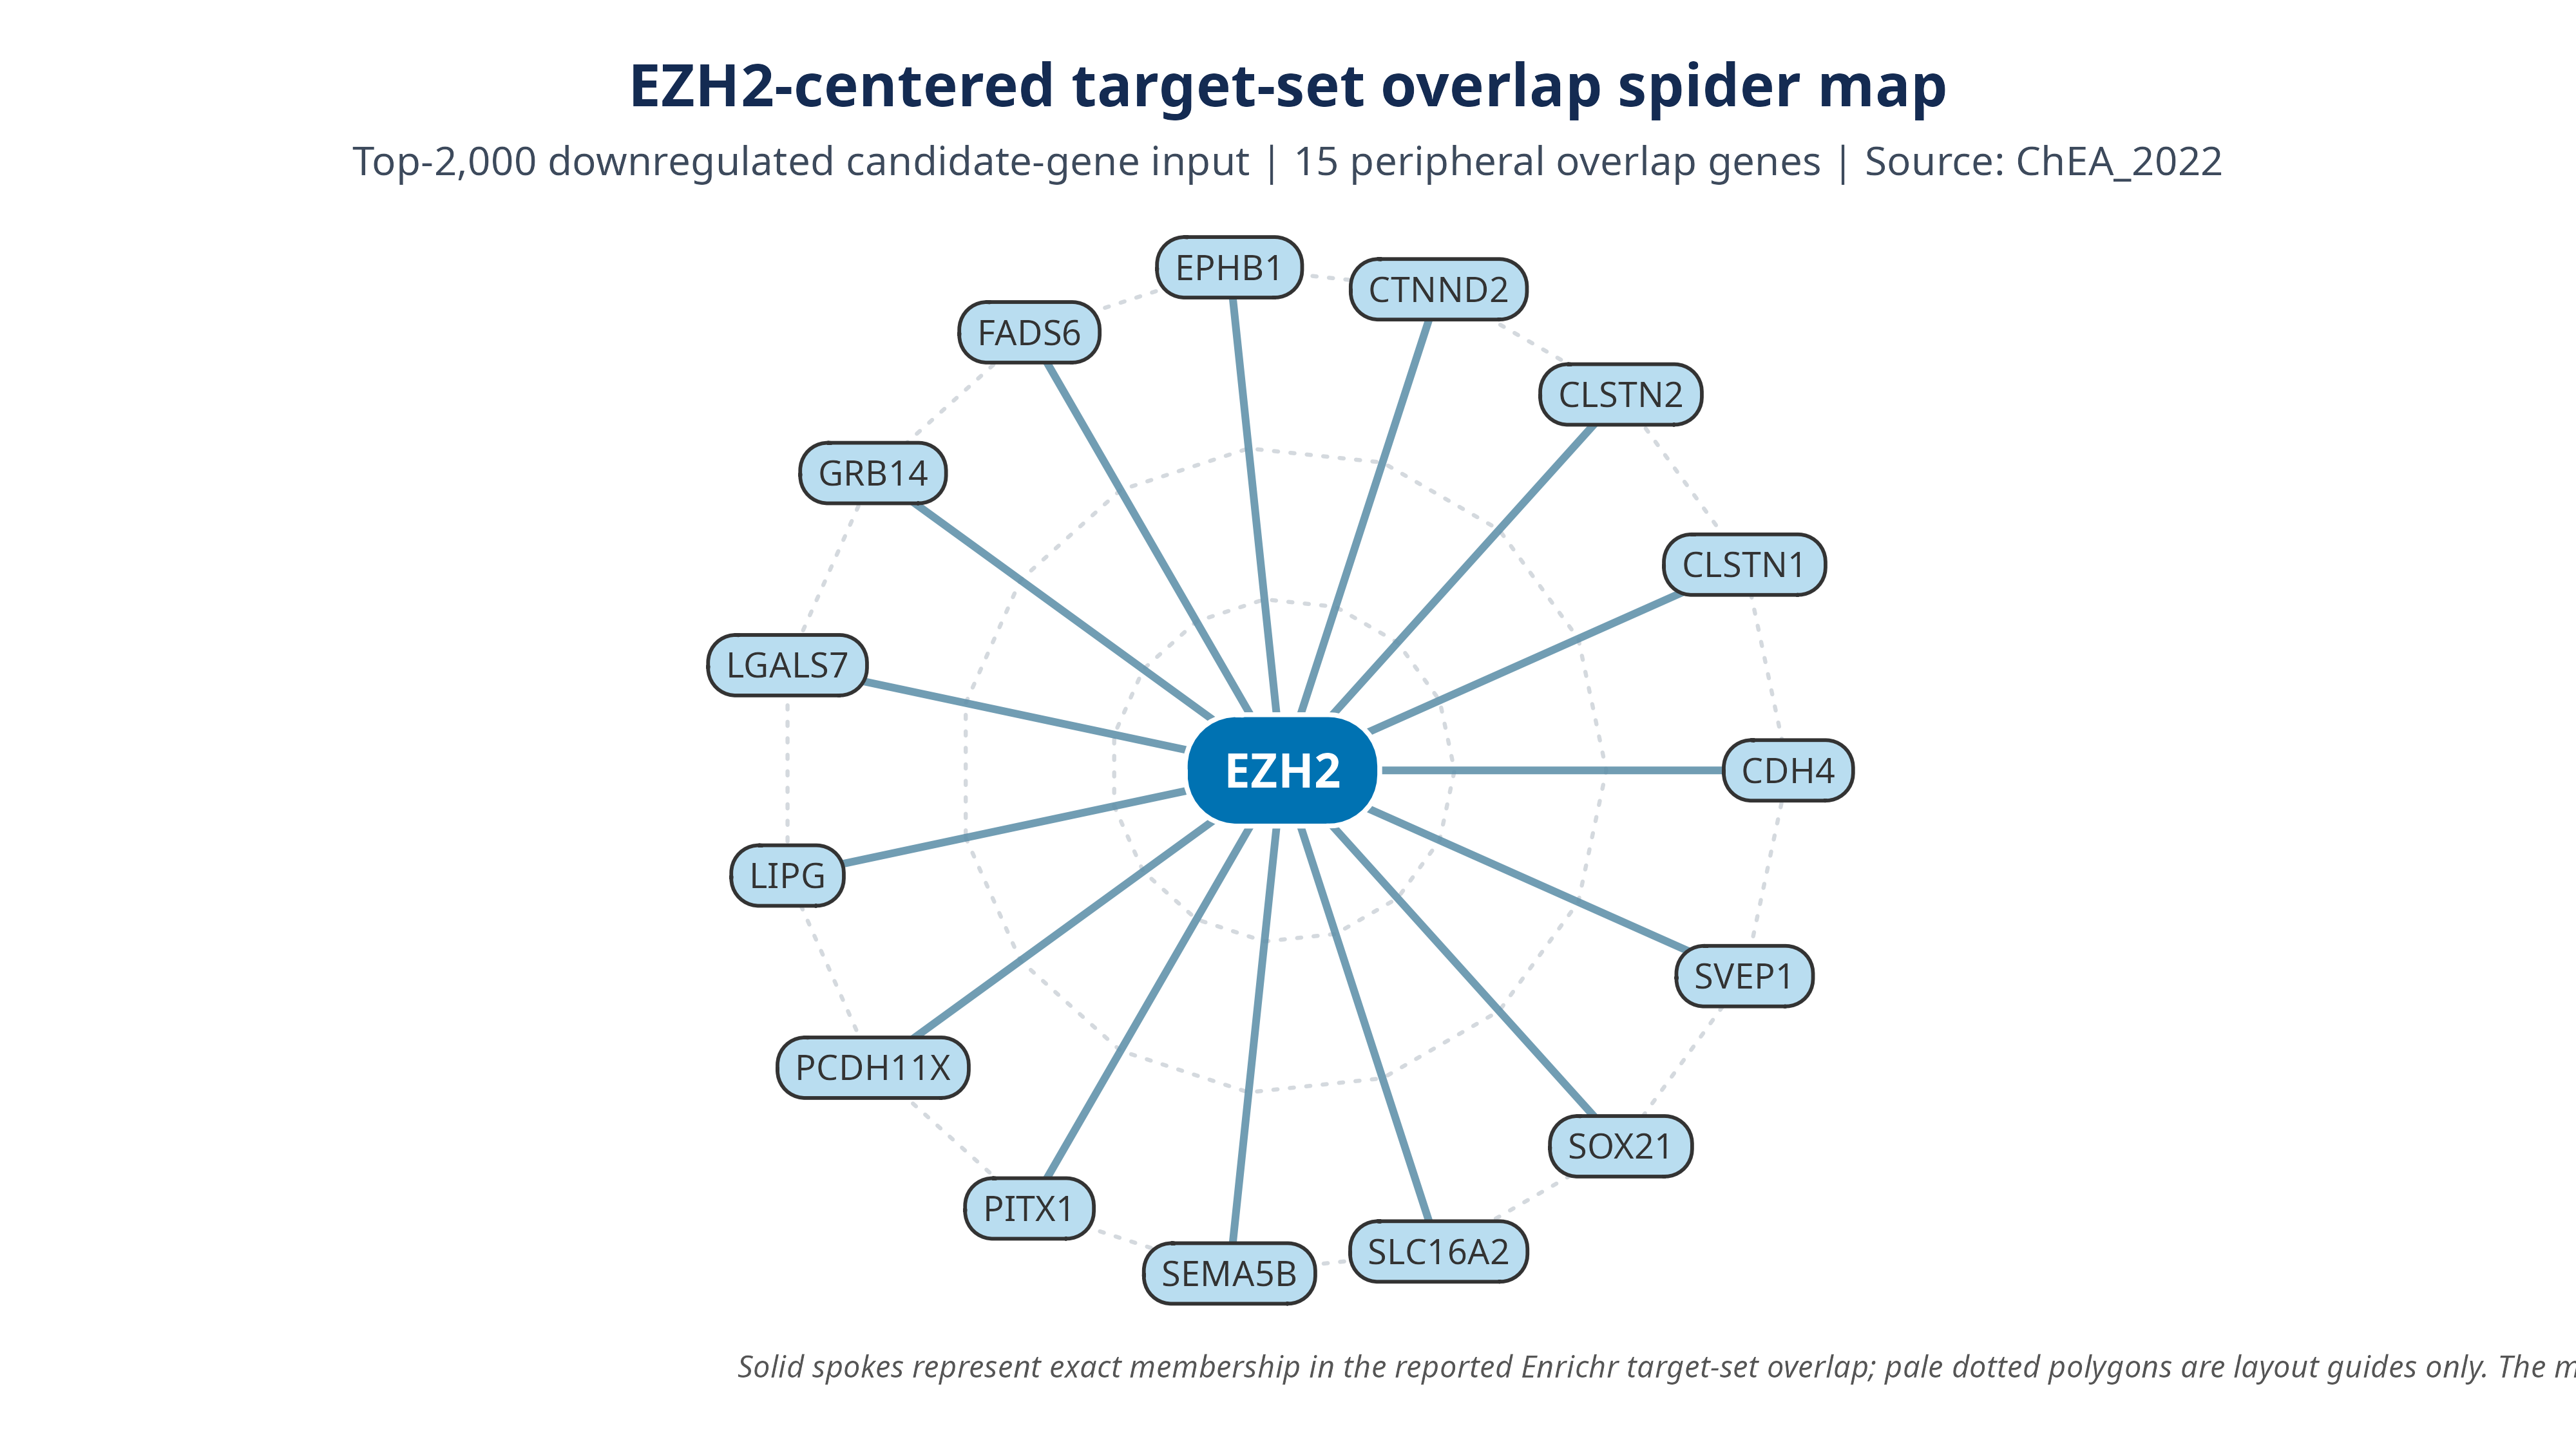 EZH2-centered target-set overlap spider map
Top-2,000 downregulated candidate-gene input | 15 peripheral overlap genes | Source: ChEA_2022
EPHB1
CTNND2
FADS6
CLSTN2
GRB14
CLSTN1
LGALS7
EZH2
CDH4
LIPG
SVEP1
PCDH11X
SOX21
PITX1
SLC16A2
SEMA5B
Solid spokes represent exact membership in the reported Enrichr target-set overlap; pale dotted polygons are layout guides only. The